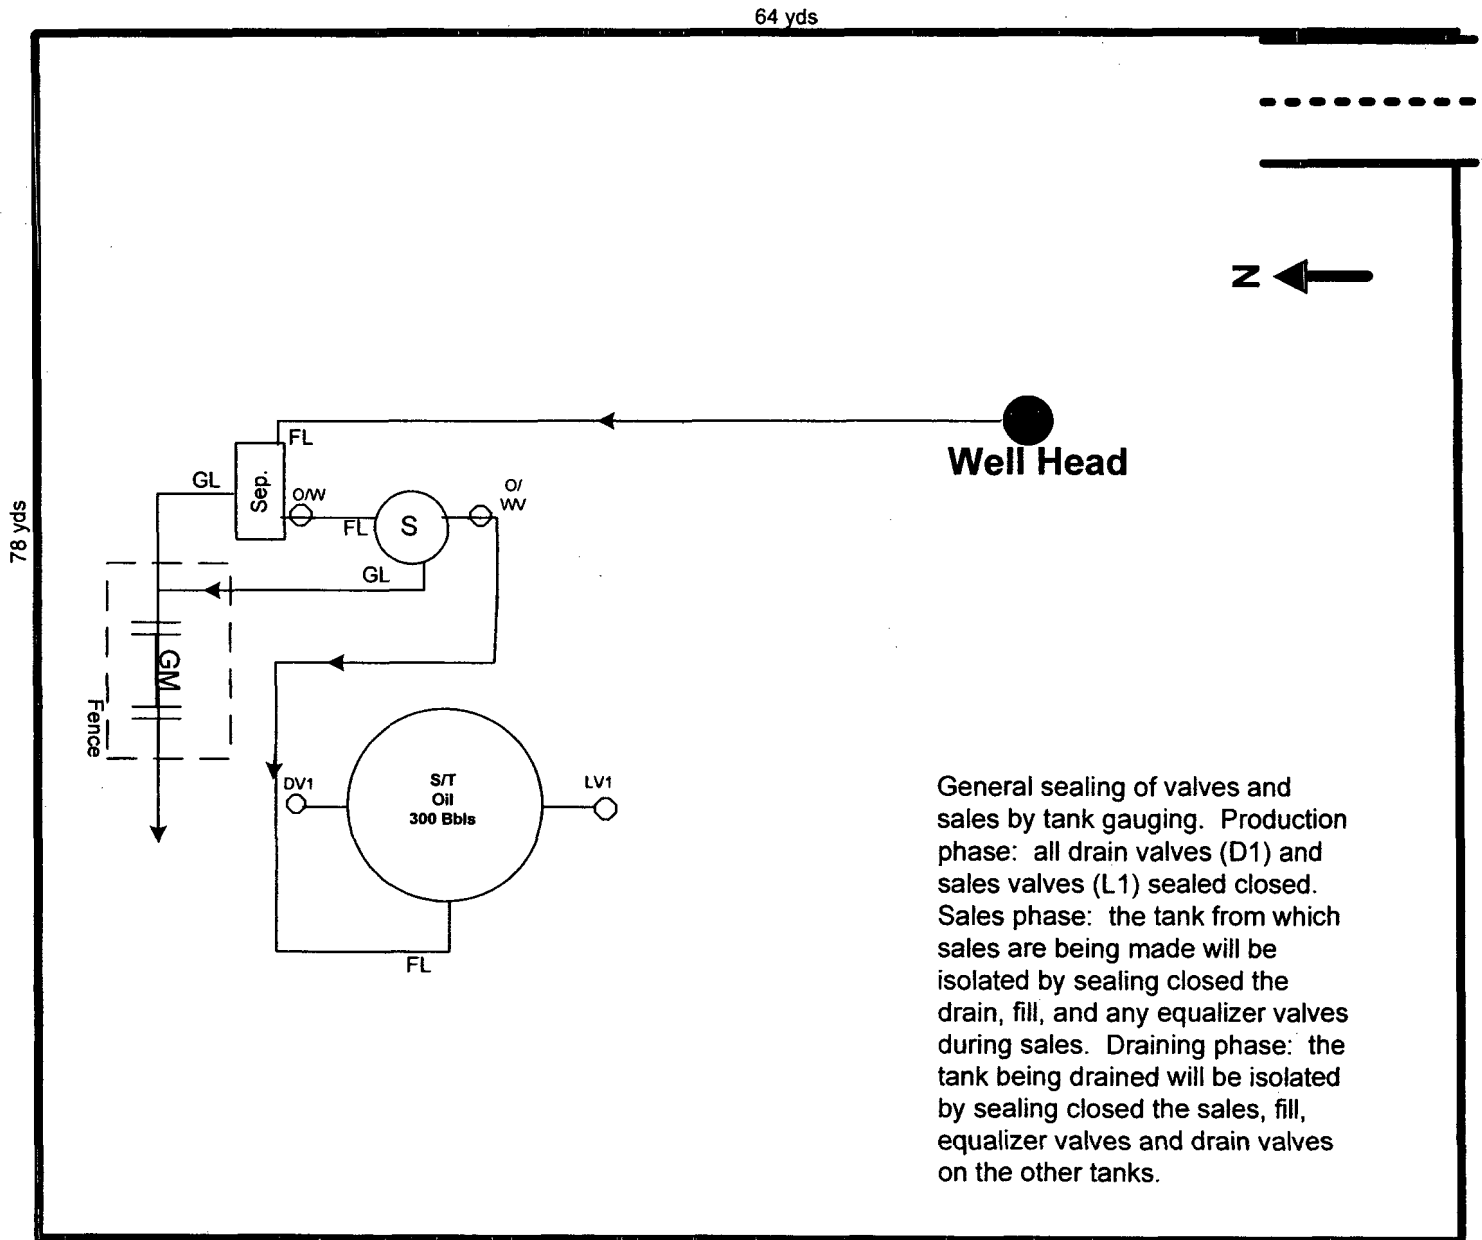 64 yds
N
Well Head
FL
GL
Sep.
O/W
FL
S
O/
W
78 yds
GL
GM
Fence
DV1
S/T
Oil
300 Bbls
LV1
FL
General sealing of valves and
sales by tank gauging. Production
phase: all drain valves (D1) and
sales valves (L1) sealed closed.
Sales phase: the tank from which
sales are being made will be
isolated by sealing closed the
drain, fill, and any equalizer valves
during sales. Draining phase: the
tank being drained will be isolated
by sealing closed the sales, fill,
equalizer valves and drain valves
on the other tanks.